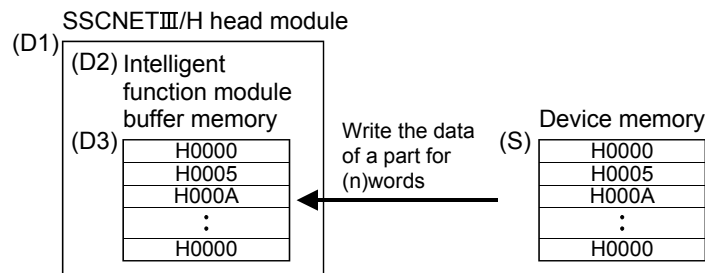 SSCNETⅢ/H head module
(D1)
(D2) Intelligent
function module
buffer memory
(D3)
H0000
H0005
H000A
⋮
H0000
Write the data
of a part for
(n)words
Device memory
(S)
H0000
H0005
H000A
⋮
H0000